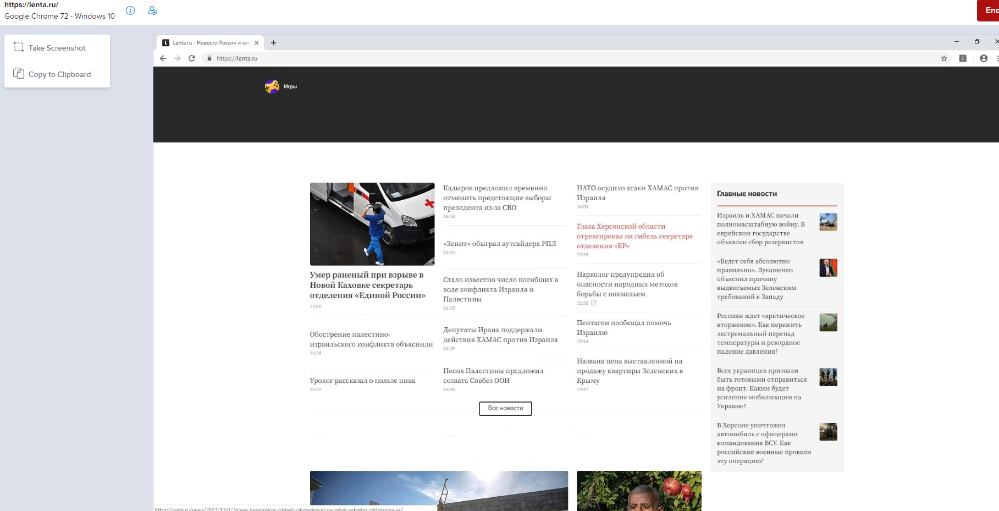 https://lenta.ru/
Google Chrome 72 - Windows 10
Take Screenshot
Copy to Clipboard
Lenta.ru - Новости России и ми
https://lenta.ru
Игры
Умер раненый при взрыве в
Новой Каховке секретарь
отделения «Единой России»
15:06
Обострение палестино-
израильского конфликта объяснили
16:34
Уролог рассказал о пользе пива
16:29
Кадыров предложил временно
отменить предстоящие выборы
президента из-за СВО
16:18
«Зенит» обыграл аутсайдера РПЛ
16:10
Стало известно число погибших в
ходе конфликта Израиля и
Палестины
16:10
Депутаты Ирана поддержали
действия ХАМАС против Израиля
16:09
Посол Палестины предложил
созвать Совбез ООН
16:08
НАТО осудило атаки ХАМАС против
Израиля
16:05
Глава Херсонской области
отреагировал на гибель секретаря
отделения «ЕР»
15:59
Нарколог предупредил об
опасности народных методов
борьбы с похмельем
15:58
Пентагон пообещал помочь
Израилю
15:54
Названа цена выставленной на
продажу квартиры Зеленских в
Крыму
14:47
Все новости
Главные новости
Израиль и ХАМАС начали
полномасштабную войну. В
еврейском государстве
объявлен сбор резервистов
«Ведет себя абсолютно
правильно». Лукашенко
объяснил причину
выдвигаемых Зеленским
требований к Западу
Россиян ждет «арктическое
вторжение». Как пережить
экстремальный перепад
температуры и рекордное
падение давления?
Всех украинцев призвали
быть готовыми отправиться
на фронт. Каким будет
усиление мобилизации на
Украине?
В Херсоне уничтожен
автомобиль с офицерами
командования ВСУ. Как
российские военные провели
эту операцию?
https://lenta.ru/news/2023/10/07/glava-hersonskoy-oblasti-otreagiroval-na-gibel-sekretar-otdeleniya-er/